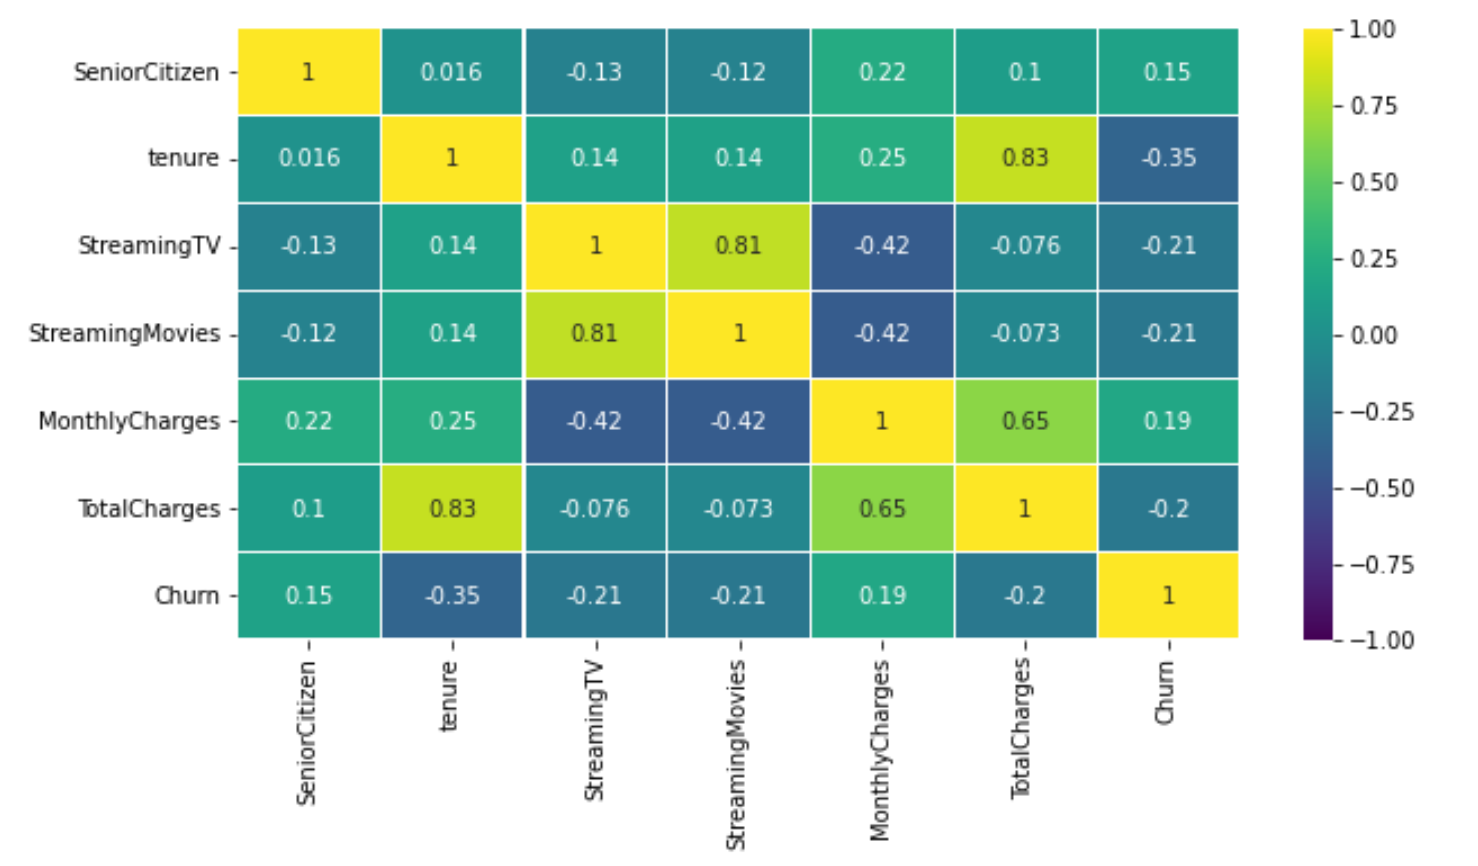 SeniorCitizen 1 0.016 -0.13 -0.12 0.22 0.1 0.15
tenure 0.016 1 0.14 0.14 0.25 0.83 -0.35
StreamingTV -0.13 0.14 1 0.81 -0.42 -0.076 -0.21
StreamingMovies -0.12 0.14 0.81 1 -0.42 -0.073 -0.21
MonthlyCharges 0.22 0.25 -0.42 -0.42 1 0.65 0.19
TotalCharges 0.1 0.83 -0.076 -0.073 0.65 1 -0.2
Churn 0.15 -0.35 -0.21 -0.21 0.19 -0.2 1
SeniorCitizen
tenure
StreamingTV
StreamingMovies
MonthlyCharges
TotalCharges
Churn
1.00
0.75
0.50
0.25
0.00
−0.25
−0.50
−0.75
−1.00